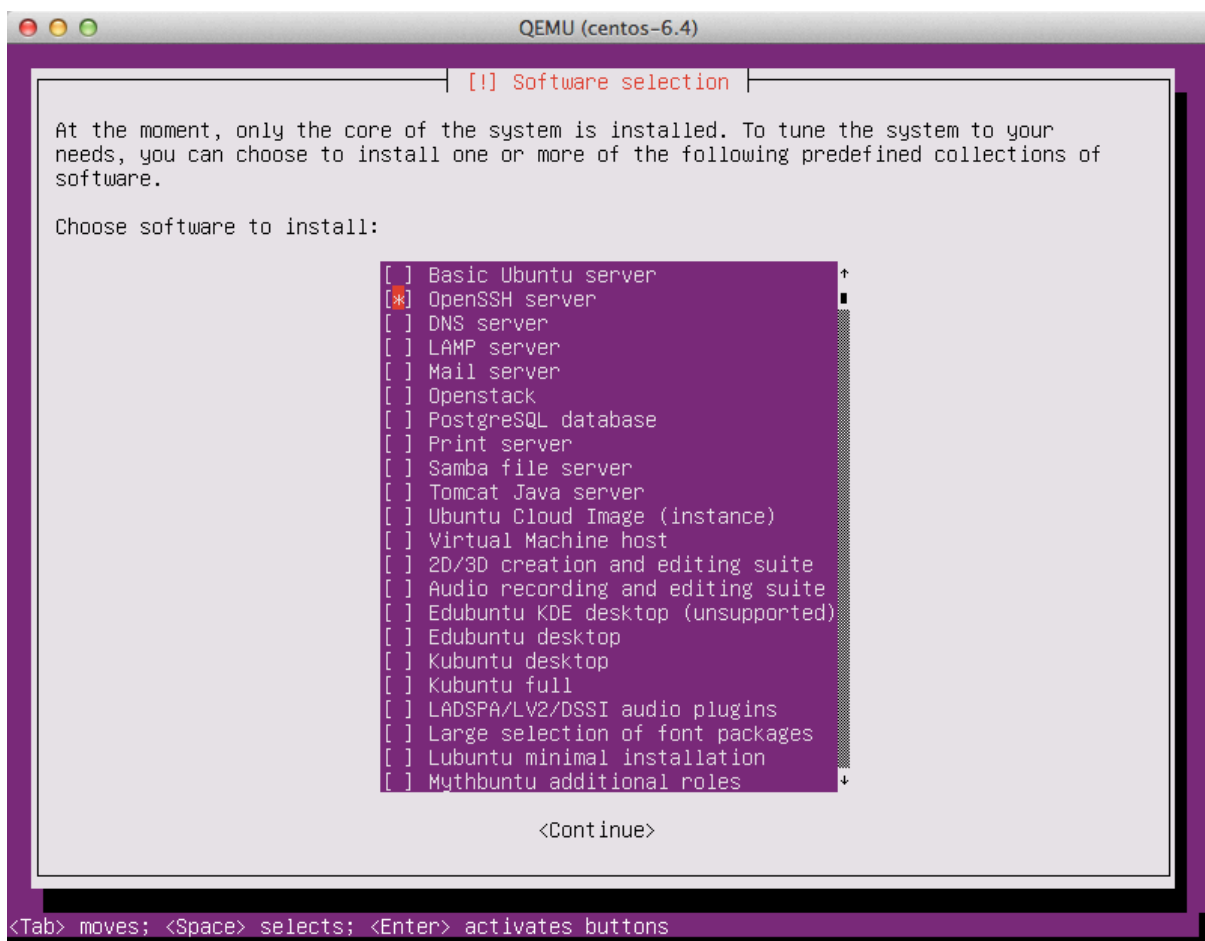 QEMU (centos-6.4)
[!] Software selection
At the moment, only the core of the system is installed. To tune the system to your
needs, you can choose to install one or more of the following predefined collections of
software.
Choose software to install:
[ ] Basic Ubuntu server
[*] OpenSSH server
[ ] DNS server
[ ] LAMP server
[ ] Mail server
[ ] Openstack
[ ] PostgreSQL database
[ ] Print server
[ ] Samba file server
[ ] Tomcat Java server
[ ] Ubuntu Cloud Image (instance)
[ ] Virtual Machine host
[ ] 2D/3D creation and editing suite
[ ] Audio recording and editing suite
[ ] Edubuntu KDE desktop (unsupported)
[ ] Edubuntu desktop
[ ] Kubuntu desktop
[ ] Kubuntu full
[ ] LADSPA/LV2/DSSI audio plugins
[ ] Large selection of font packages
[ ] Lubuntu minimal installation
[ ] Mythbuntu additional roles
<Continue>
<Tab> moves; <Space> selects; <Enter> activates buttons